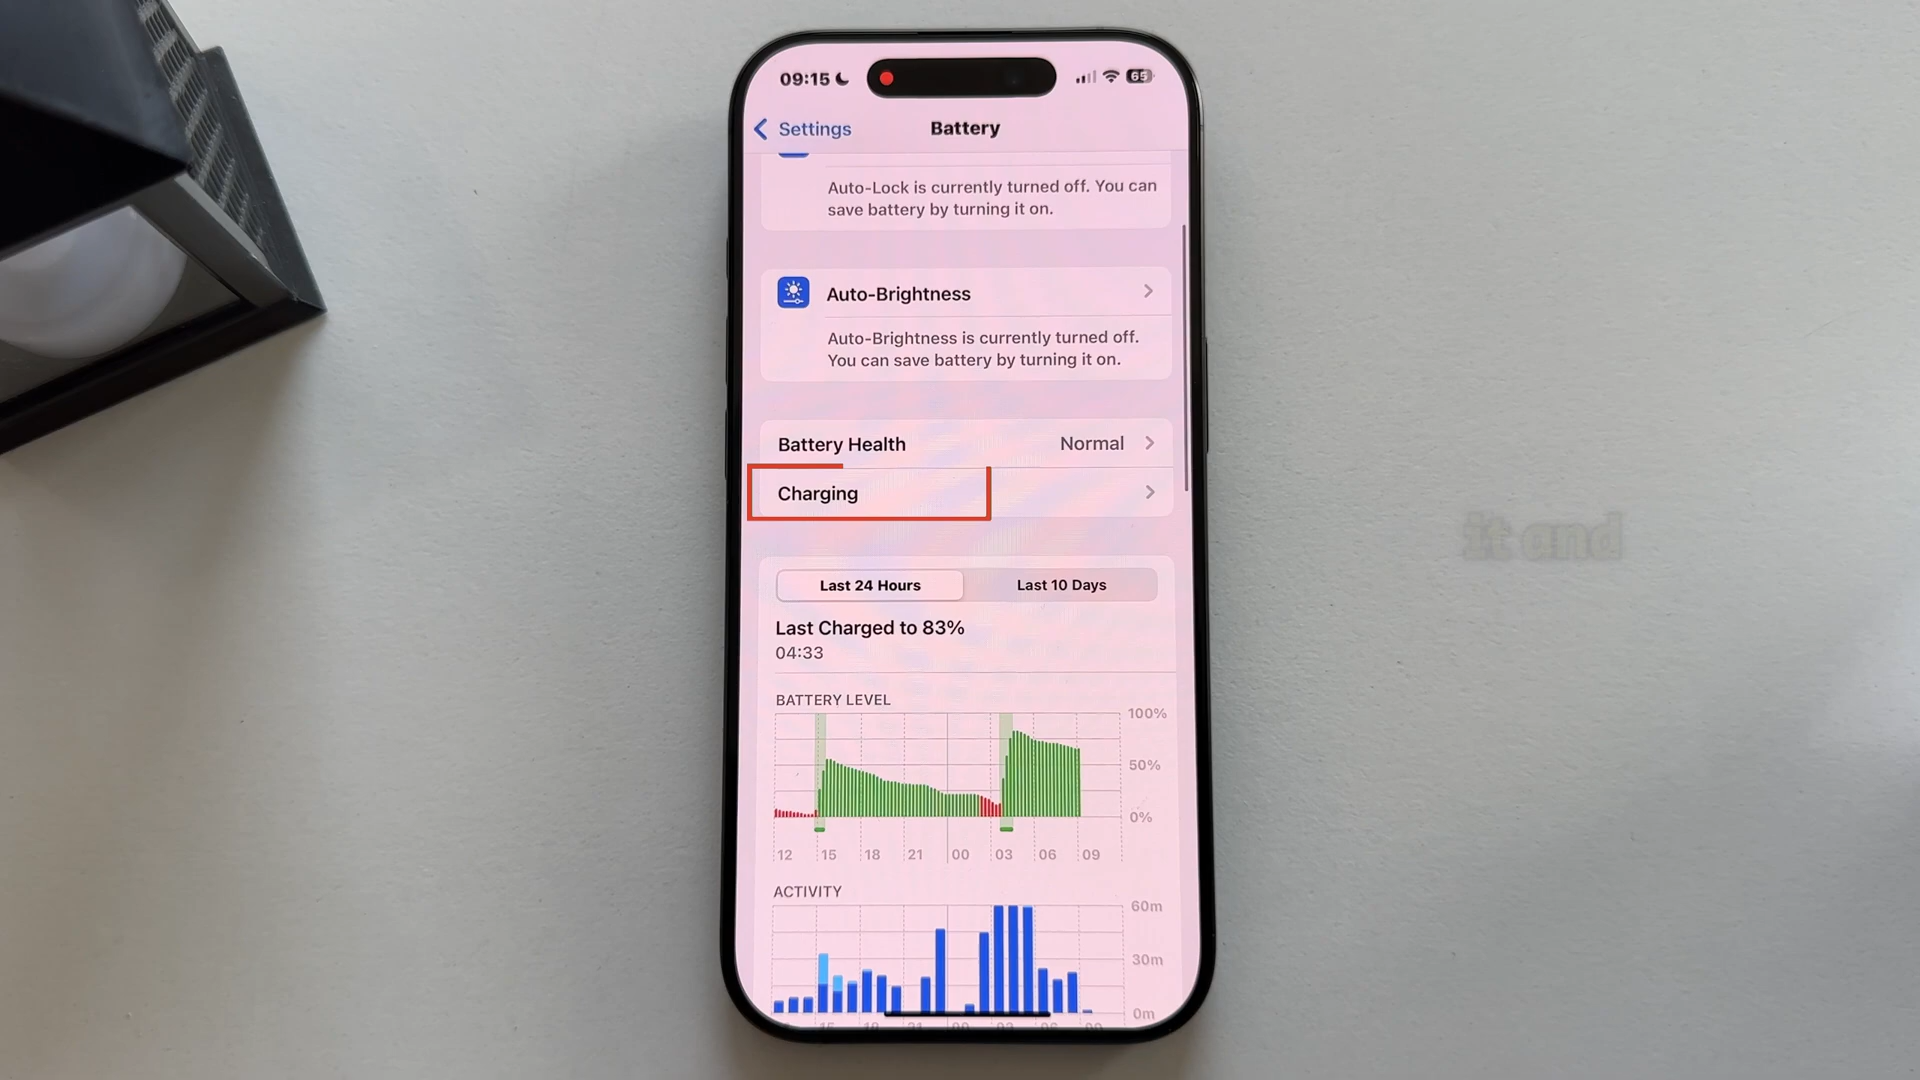 09:15
65
Settings
Battery
Auto-Lock is currently turned off. You can
save battery by turning it on.
Auto-Brightness
Auto-Brightness is currently turned off.
You can save battery by turning it on.
Battery Health
Normal
Charging
it and
Last 24 Hours
Last 10 Days
Last Charged to 83%
04:33
BATTERY LEVEL
100%
50%
0%
12 15 18 21 00 03 06 09
ACTIVITY
60m
30m
0m